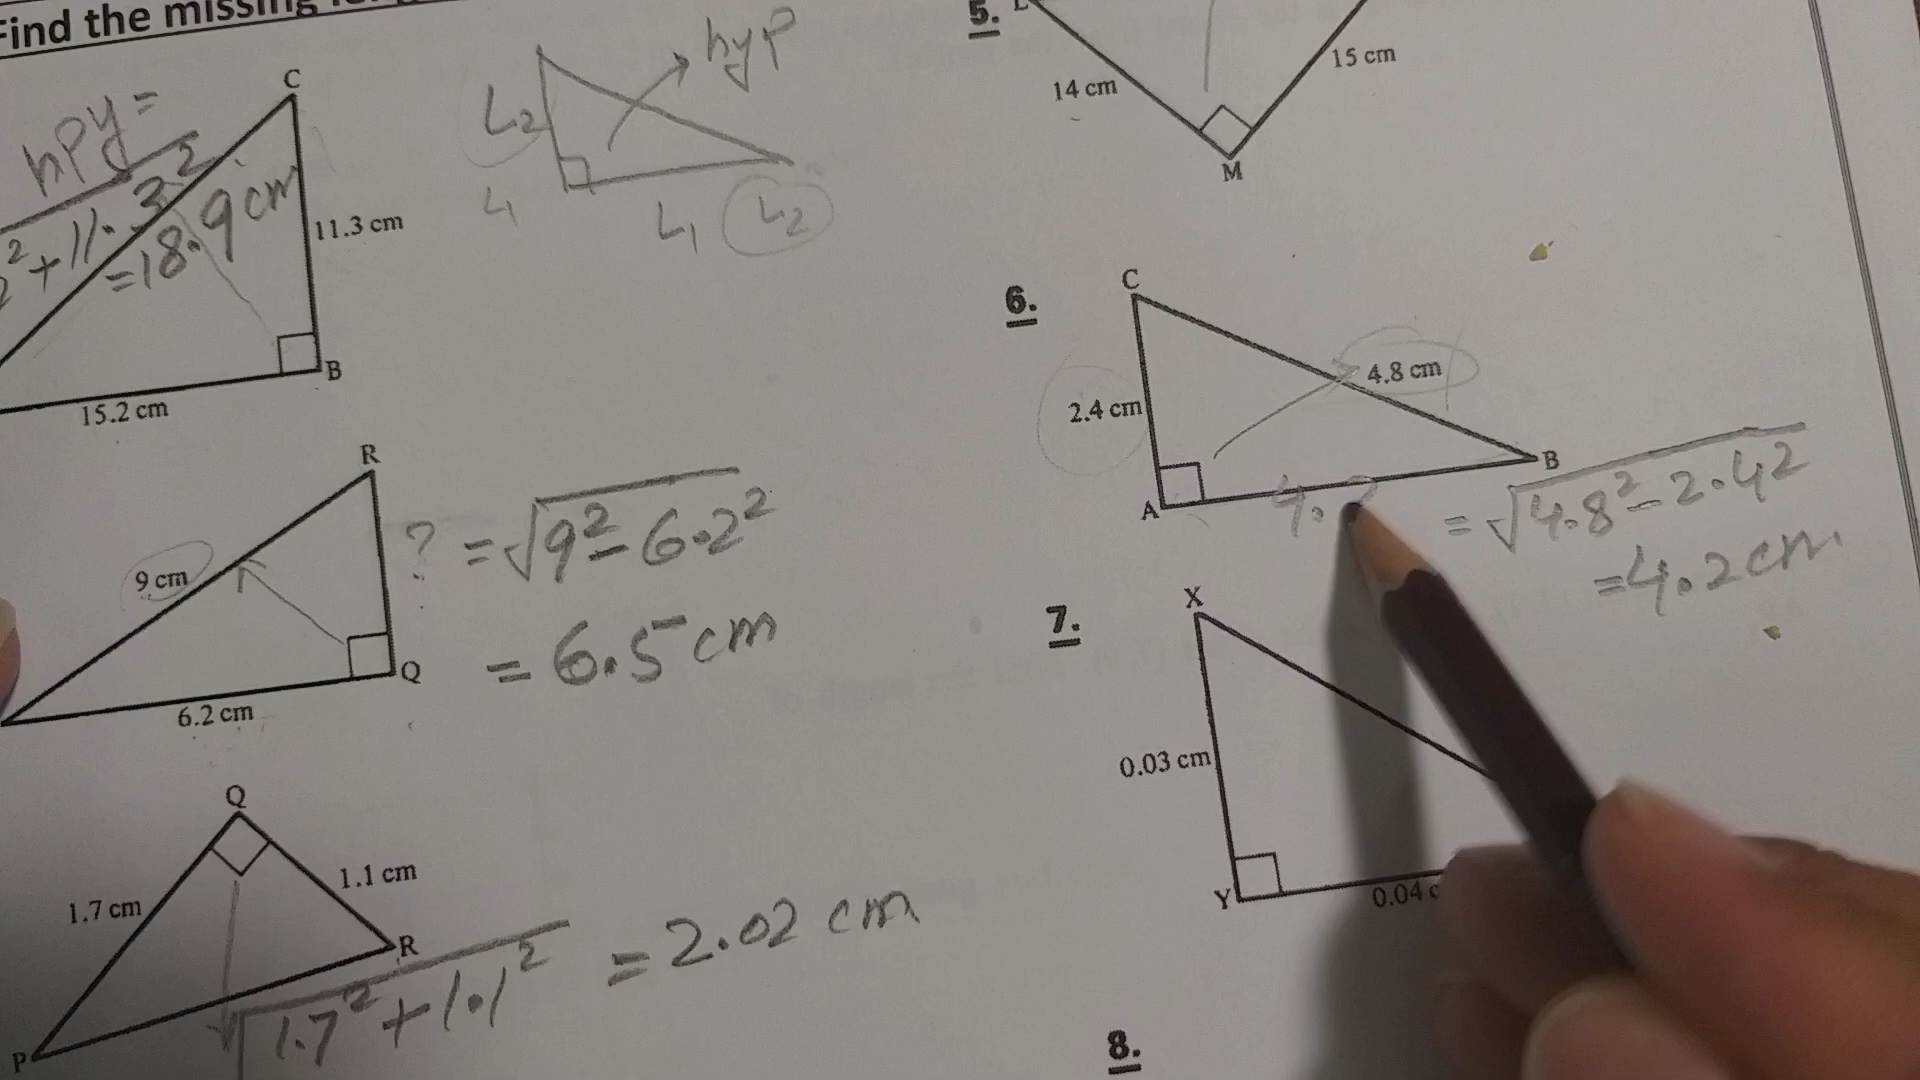 Find the missing
hpy =
C
² + 11.3²
= 18.9 cm
11.3 cm
B
15.2 cm
hyp
L2
L1
L2
R
9 cm
Q
6.2 cm
? = √9² - 6.2²
= 6.5 cm
Q
1.7 cm
1.1 cm
R
P
√1.7² + 1.1² = 2.02 cm
5.
14 cm
15 cm
M
6.
C
2.4 cm
4.8 cm
A
B
= √4.8² - 2.4²
= 4.2 cm
7.
X
0.03 cm
Y
0.04
8.